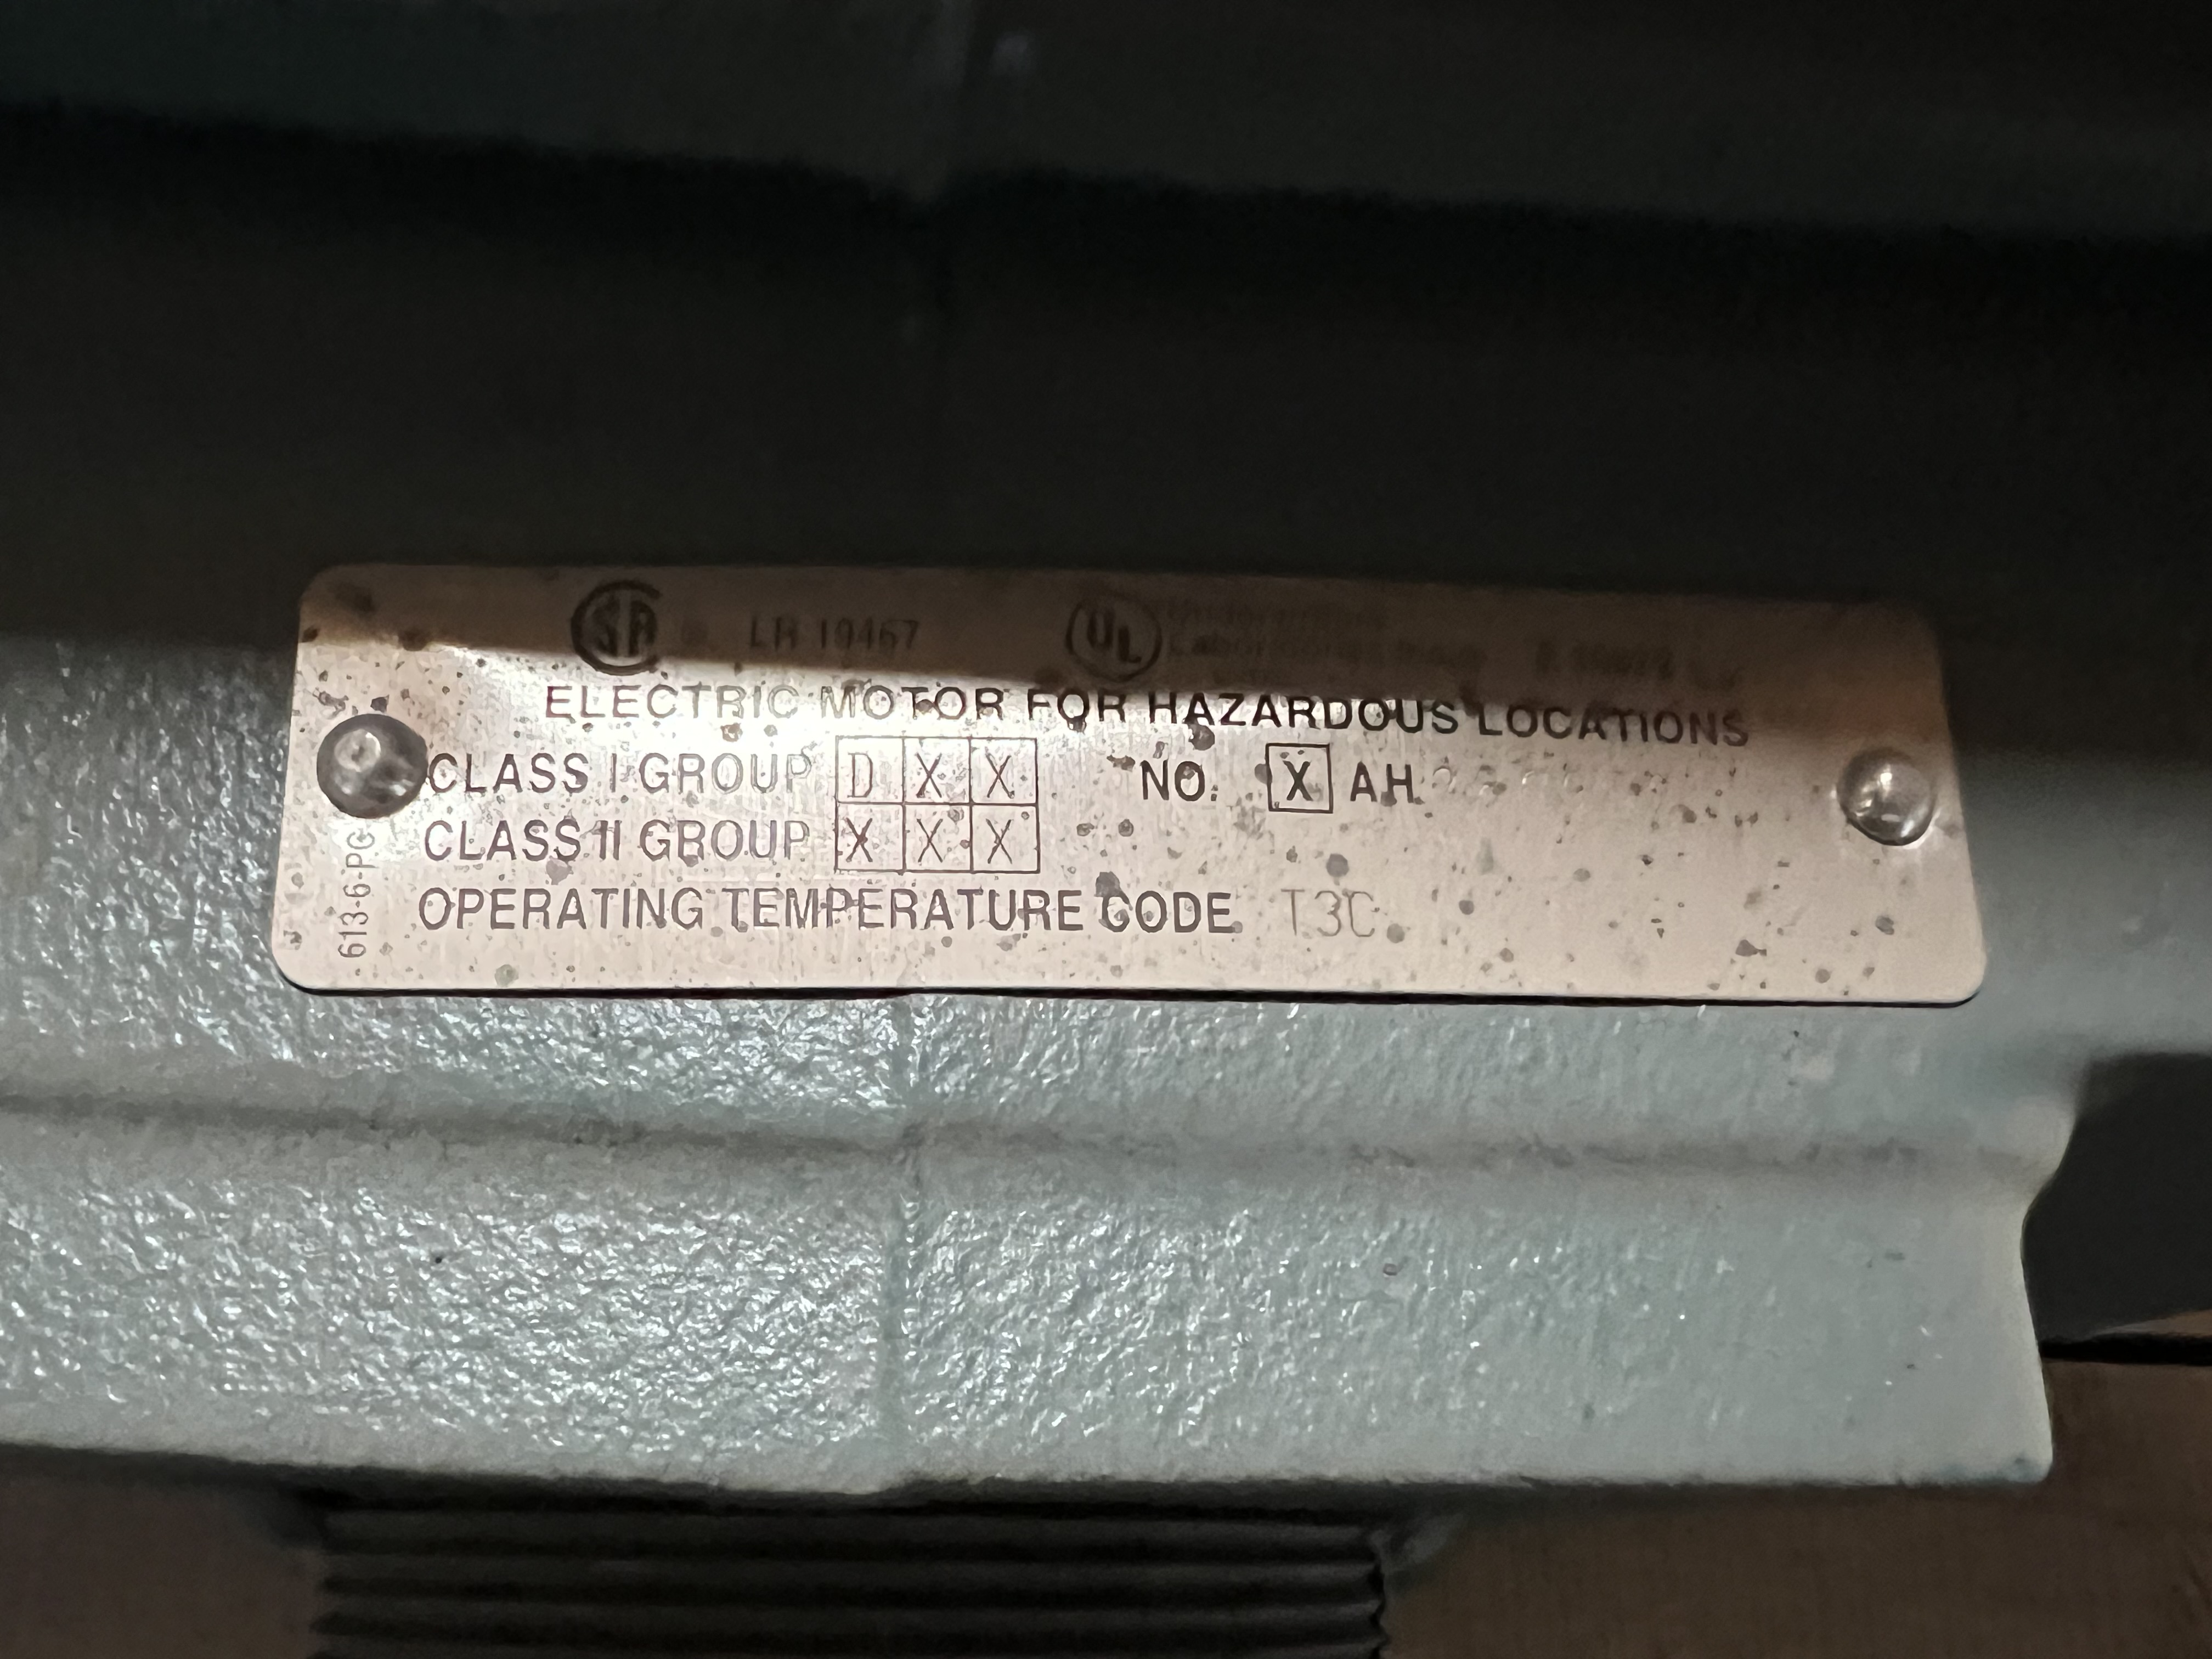 SA LR 10467 UL
ELECTRIC MOTOR FOR HAZARDOUS LOCATIONS
CLASS I GROUP D X X NO. X AH
CLASS II GROUP X X X
OPERATING TEMPERATURE CODE T3C
613-6-PG